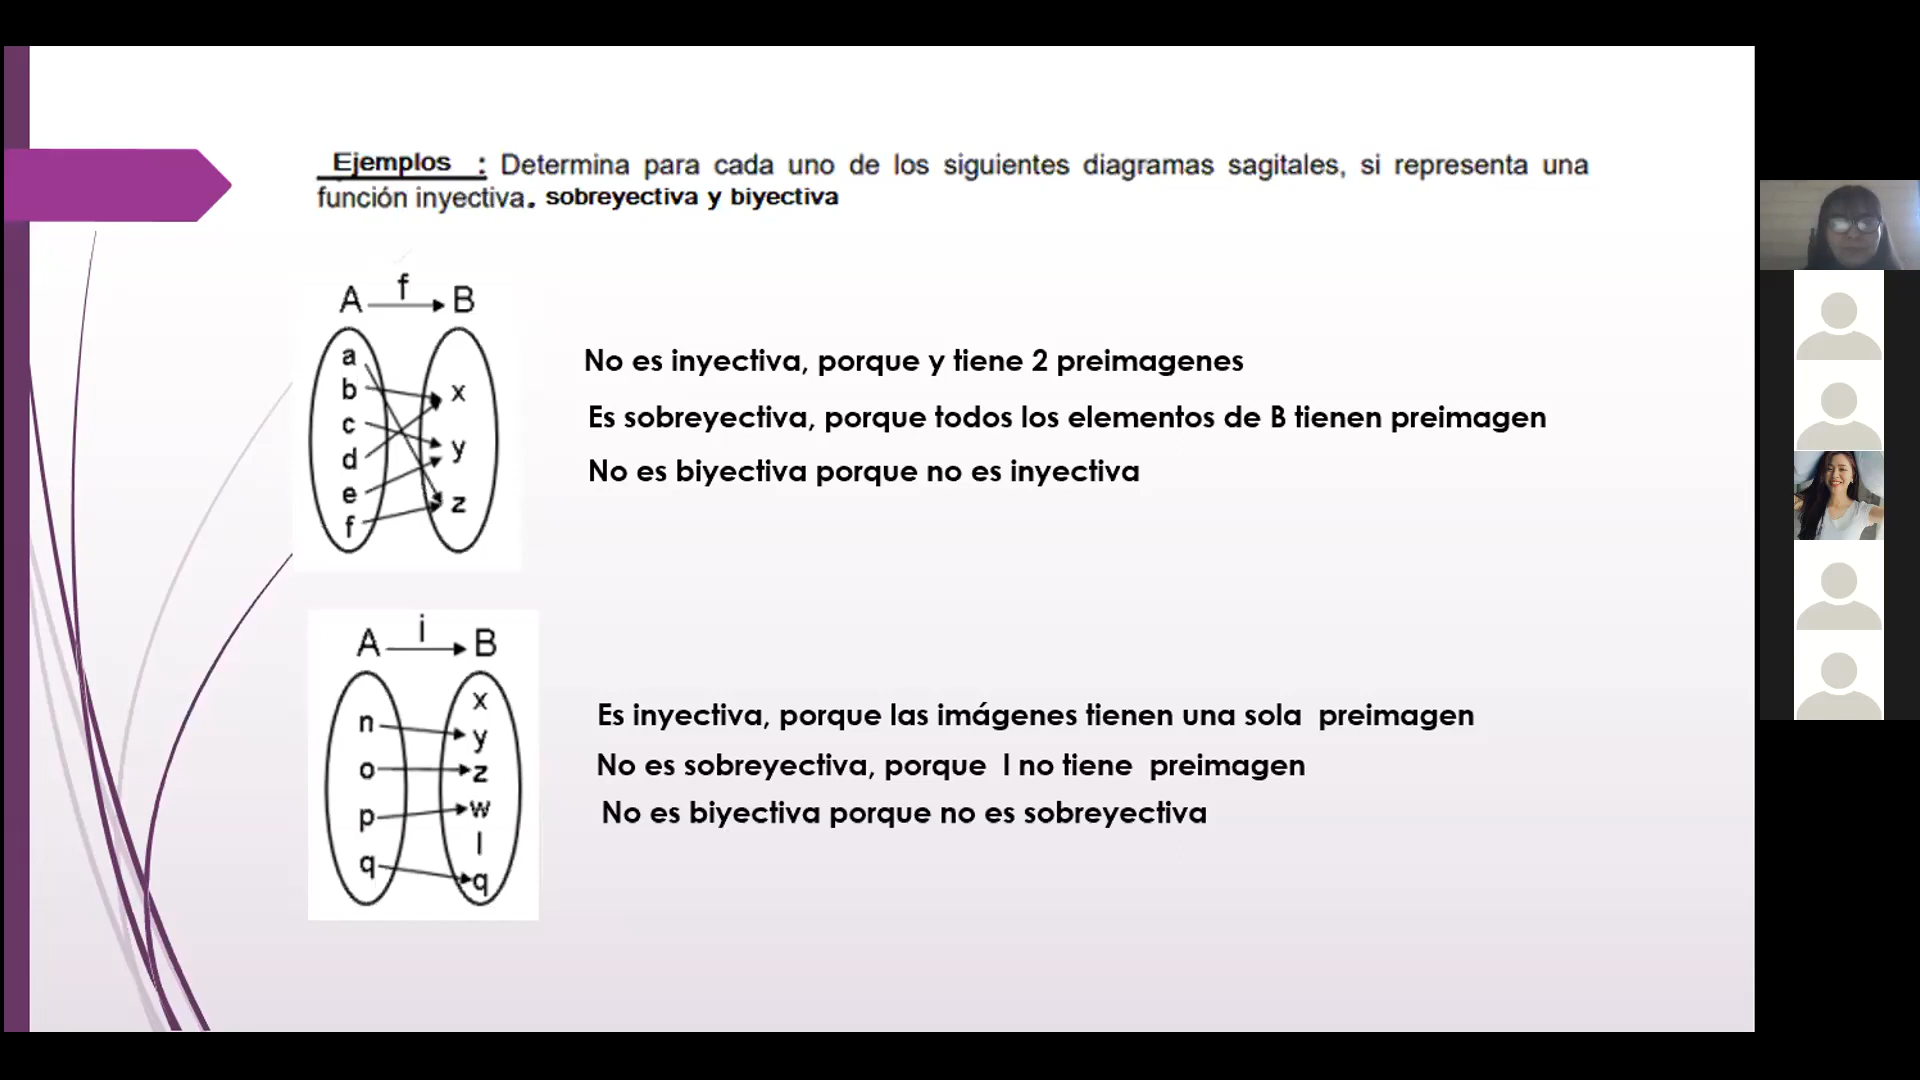 Ejemplos : Determina para cada uno de los siguientes diagramas sagitales, si representa una
función inyectiva. sobreyectiva y biyectiva
A f B
a
b
c
d
e
f
x
y
z
No es inyectiva, porque y tiene 2 preimagenes
Es sobreyectiva, porque todos los elementos de B tienen preimagen
No es biyectiva porque no es inyectiva
A i B
n
o
p
q
x
y
z
w
l
q
Es inyectiva, porque las imágenes tienen una sola preimagen
No es sobreyectiva, porque l no tiene preimagen
No es biyectiva porque no es sobreyectiva